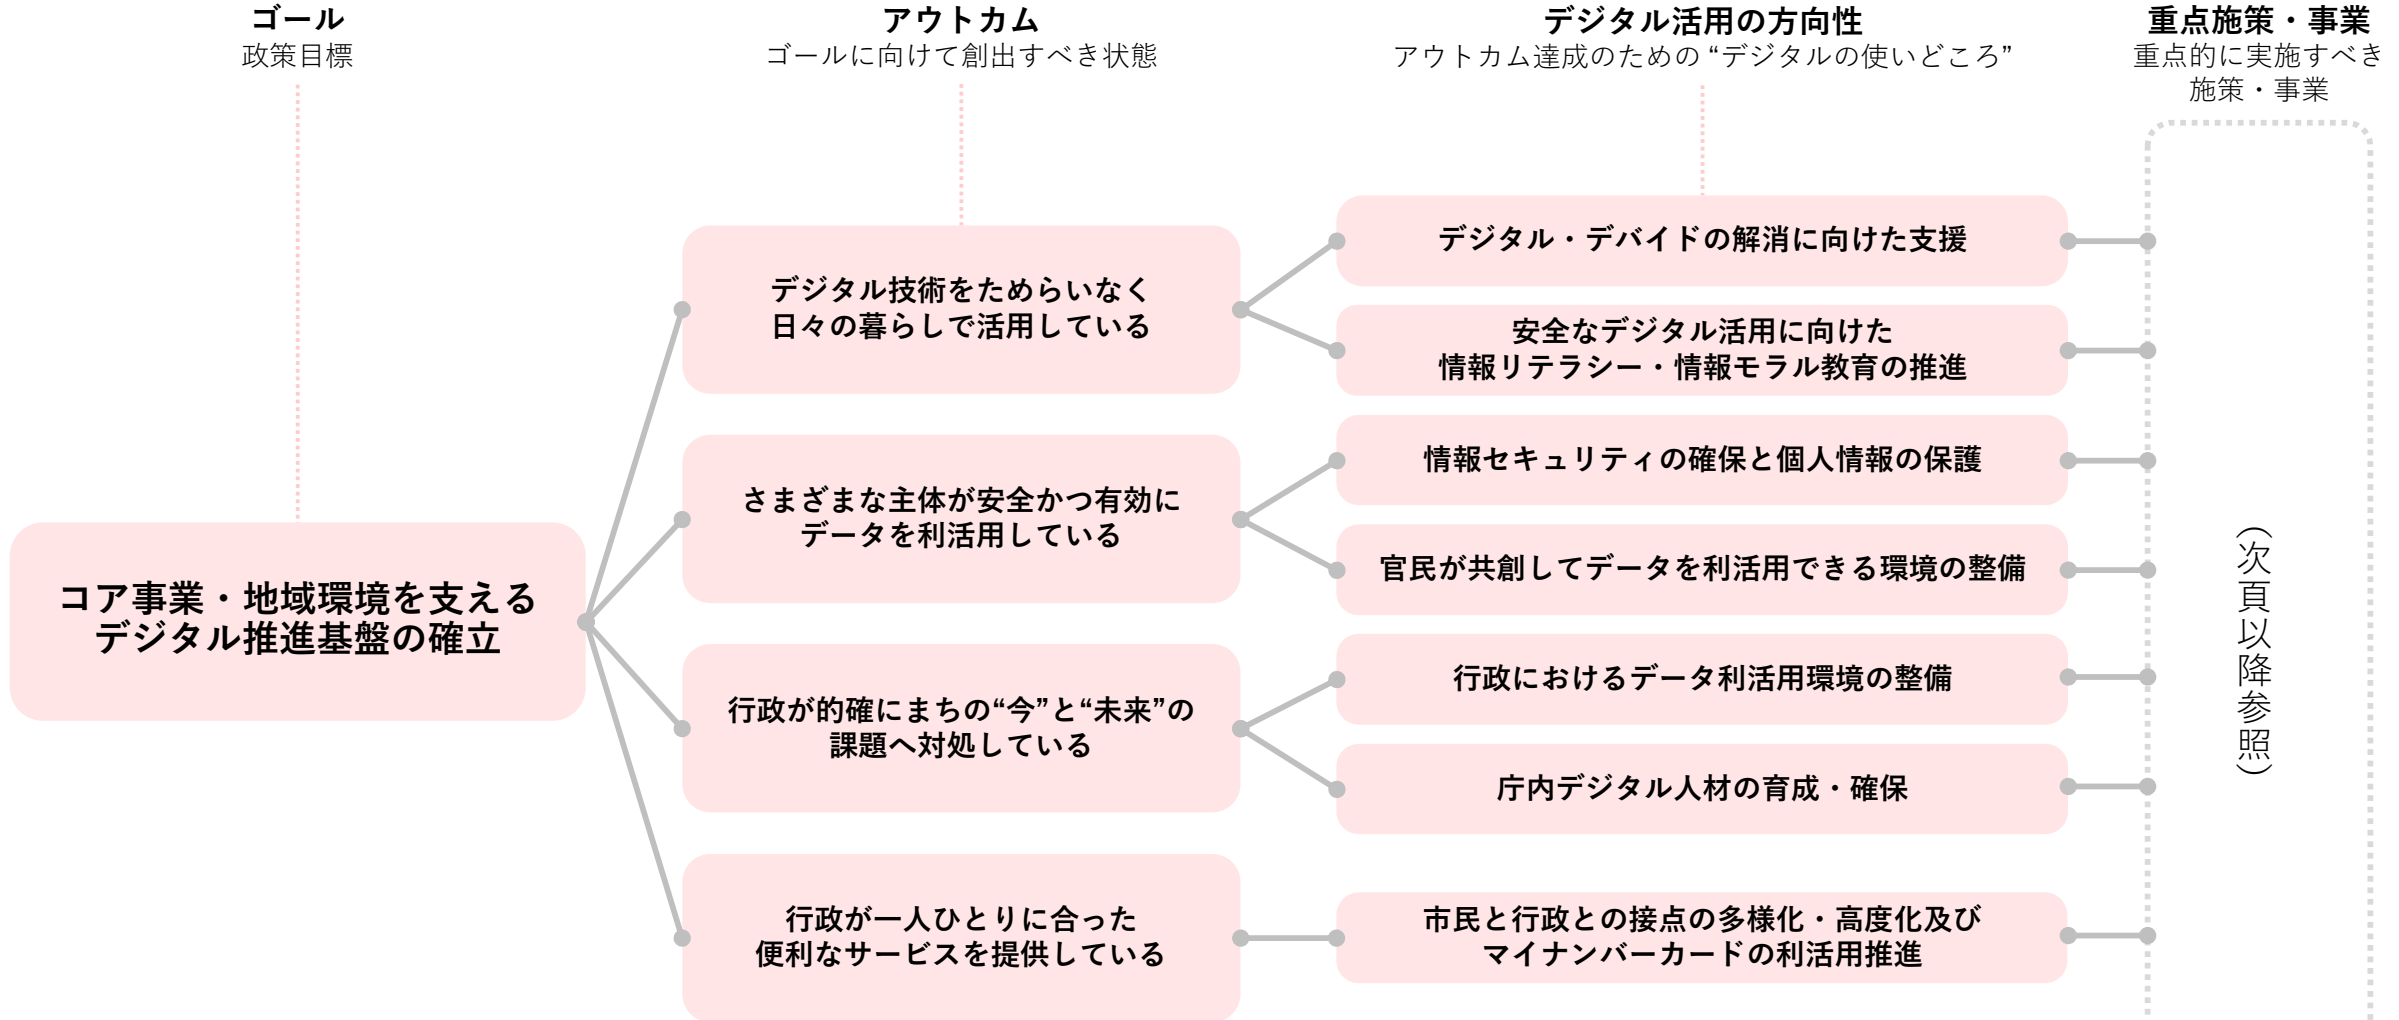 ゴール
政策目標
アウトカム
ゴールに向けて創出すべき状態
デジタル活用の方向性
アウトカム達成のための “デジタルの使いどころ”
重点施策・事業
重点的に実施すべき
施策・事業
コア事業・地域環境を支える
デジタル推進基盤の確立
デジタル技術をためらいなく
日々の暮らしで活用している
さまざまな主体が安全かつ有効に
データを利活用している
行政が的確にまちの“今”と“未来”の
課題へ対処している
行政が一人ひとりに合った
便利なサービスを提供している
デジタル・デバイドの解消に向けた支援
安全なデジタル活用に向けた
情報リテラシー・情報モラル教育の推進
情報セキュリティの確保と個人情報の保護
官民が共創してデータを利活用できる環境の整備
行政におけるデータ利活用環境の整備
庁内デジタル人材の育成・確保
市民と行政との接点の多様化・高度化及び
マイナンバーカードの利活用推進
（次頁以降参照）